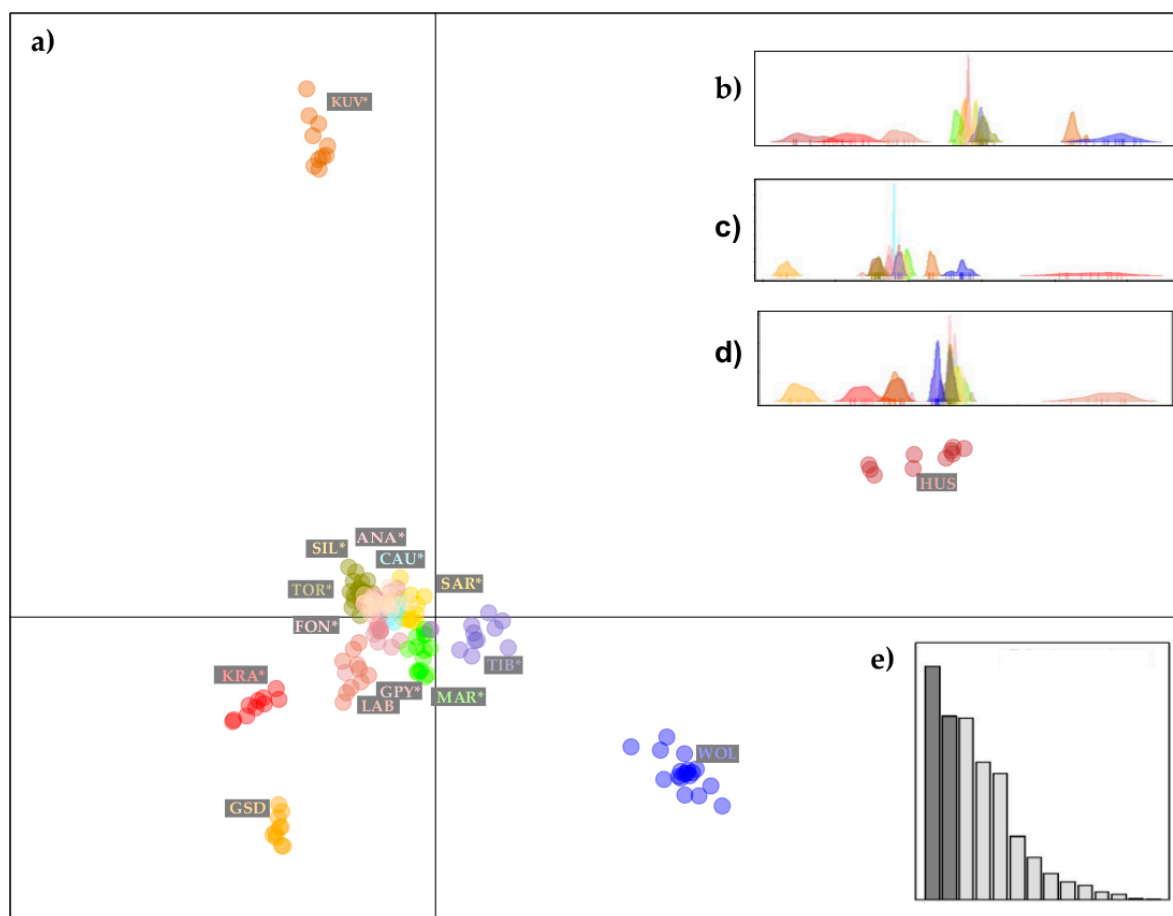 a)
KUV*
b)
c)
d)
HUS
ANA*
SIL*
CAU*
TOR*
SAR*
FON*
TIB*
KRA*
GPY*
MAR*
LAB
WOL
GSD
e)